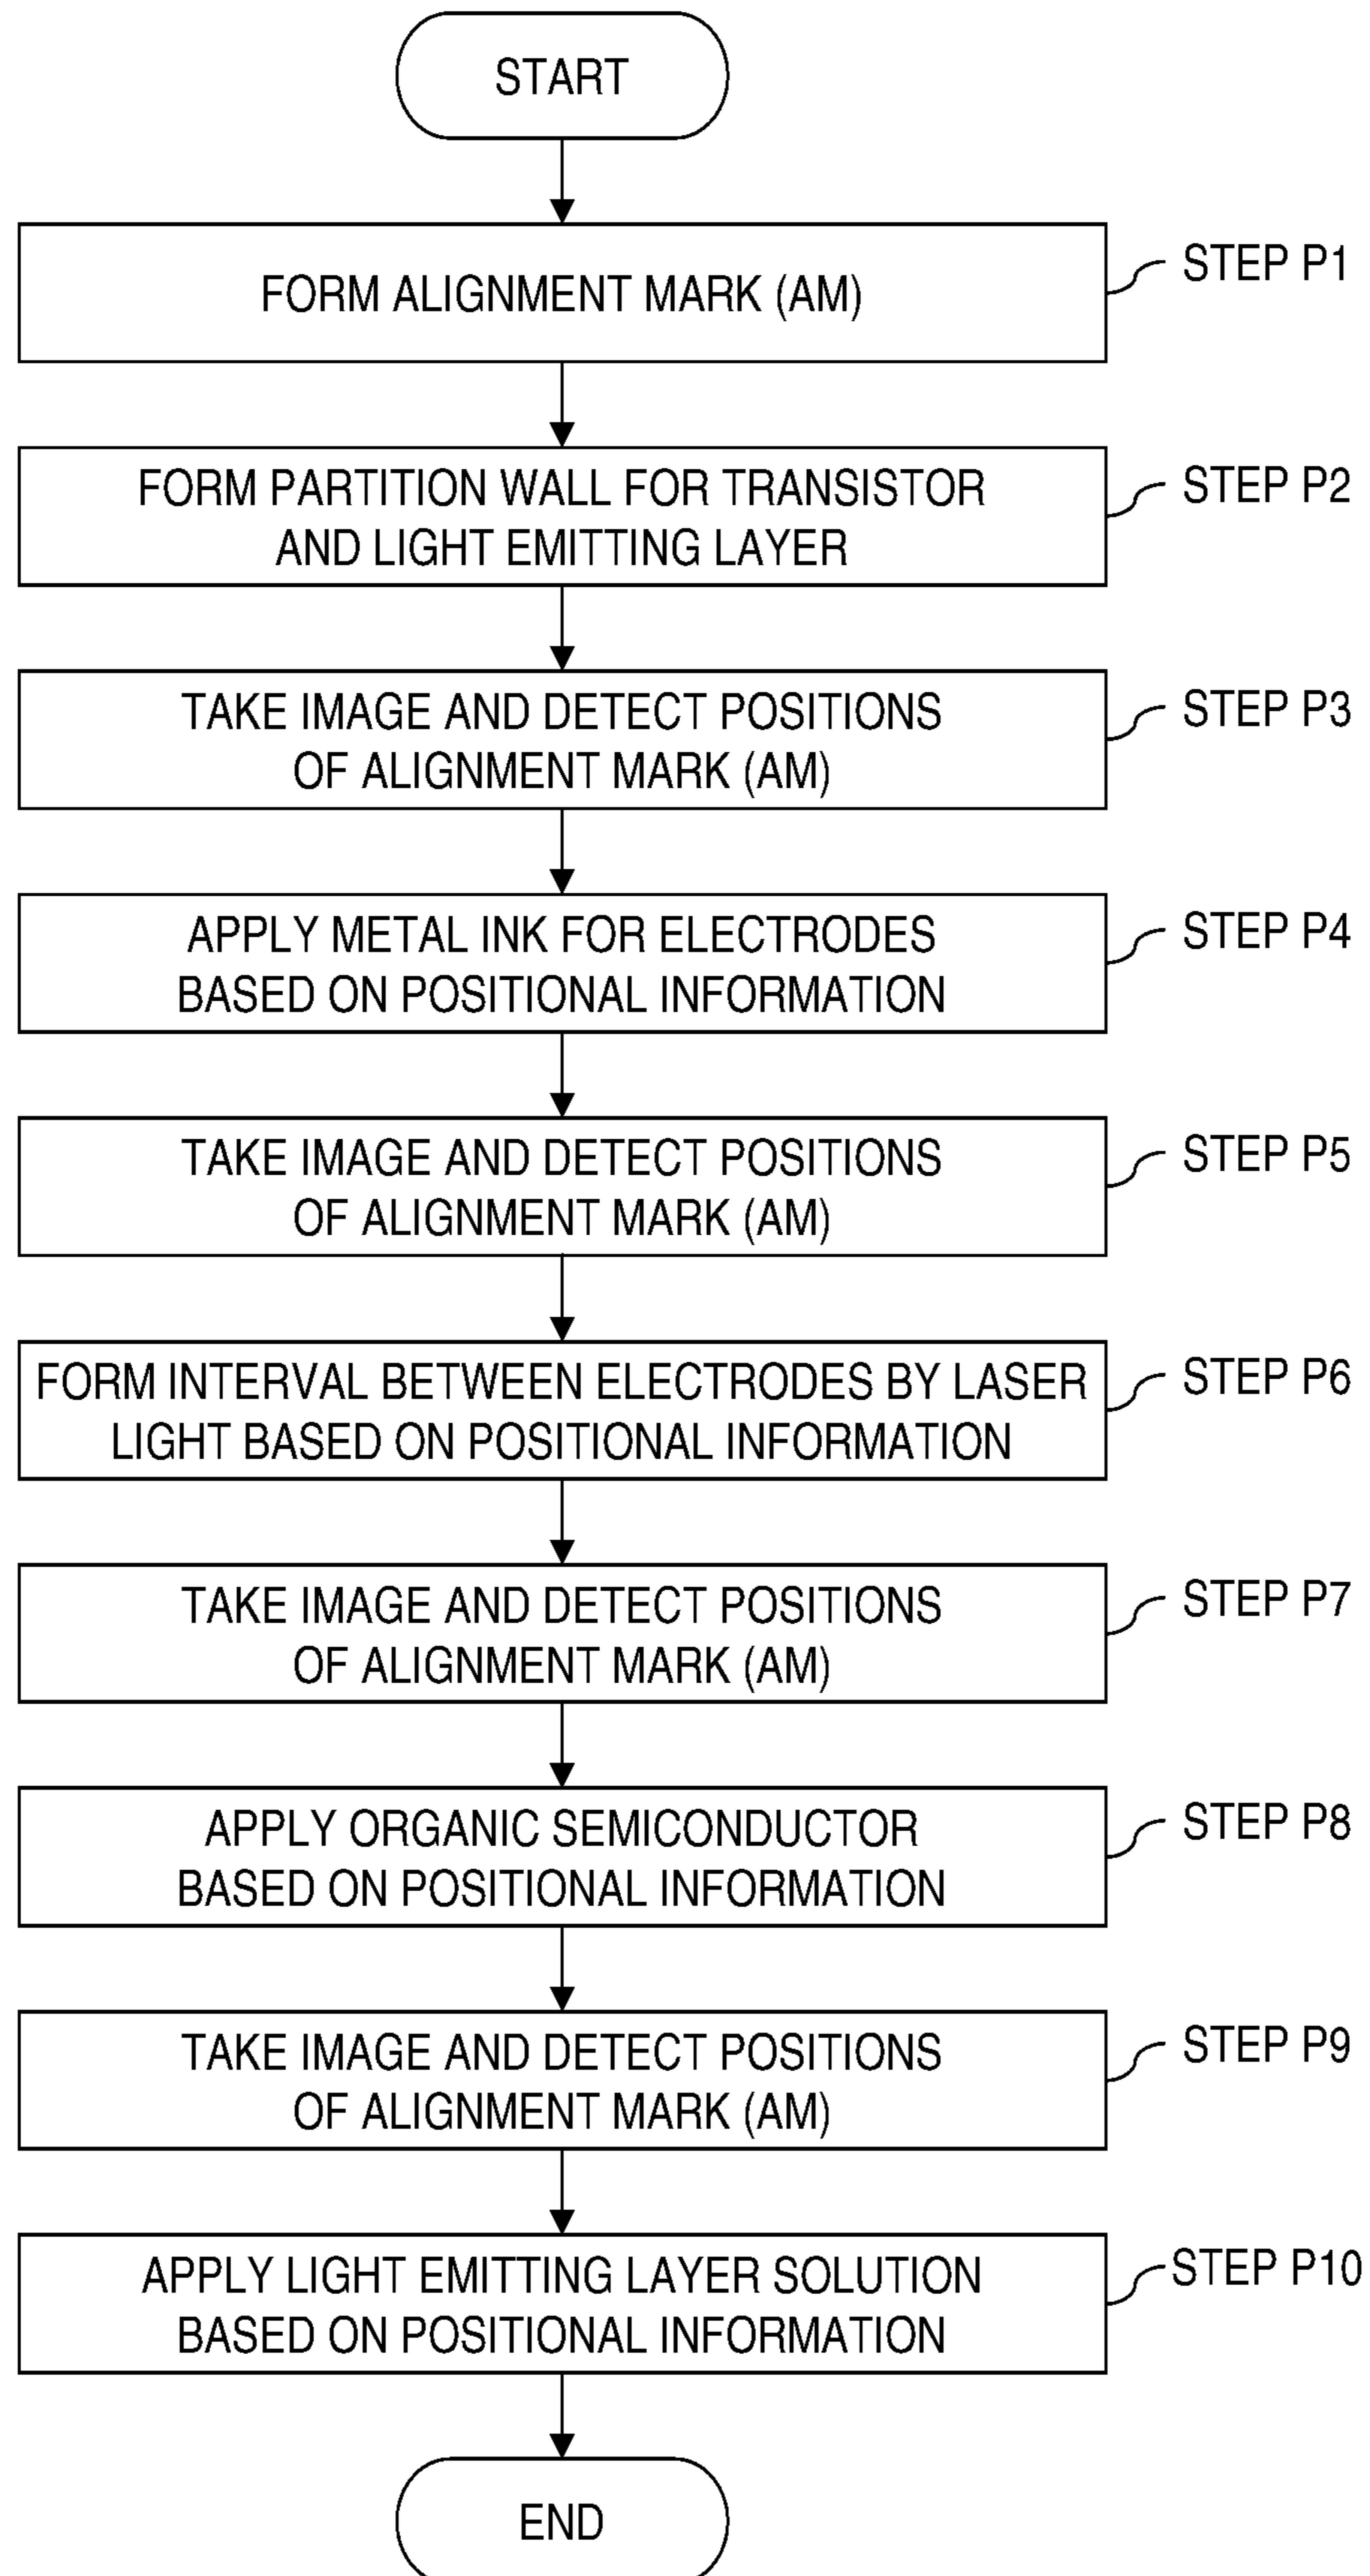 START
FORM ALIGNMENT MARK (AM)
STEP P1
FORM PARTITION WALL FOR TRANSISTOR
AND LIGHT EMITTING LAYER
STEP P2
TAKE IMAGE AND DETECT POSITIONS
OF ALIGNMENT MARK (AM)
STEP P3
APPLY METAL INK FOR ELECTRODES
BASED ON POSITIONAL INFORMATION
STEP P4
TAKE IMAGE AND DETECT POSITIONS
OF ALIGNMENT MARK (AM)
STEP P5
FORM INTERVAL BETWEEN ELECTRODES BY LASER
LIGHT BASED ON POSITIONAL INFORMATION
STEP P6
TAKE IMAGE AND DETECT POSITIONS
OF ALIGNMENT MARK (AM)
STEP P7
APPLY ORGANIC SEMICONDUCTOR
BASED ON POSITIONAL INFORMATION
STEP P8
TAKE IMAGE AND DETECT POSITIONS
OF ALIGNMENT MARK (AM)
STEP P9
APPLY LIGHT EMITTING LAYER SOLUTION
BASED ON POSITIONAL INFORMATION
STEP P10
END